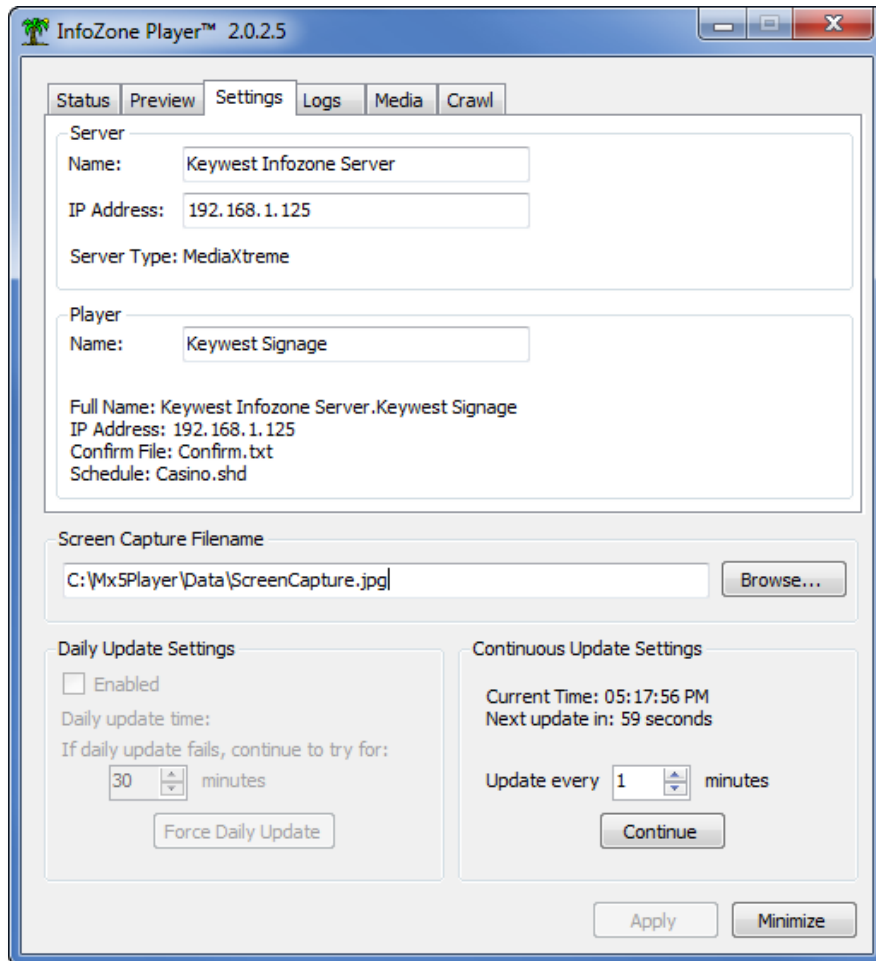 InfoZone Player™ 2.0.2.5
Status Preview Settings Logs Media Crawl
Server
Name: Keywest Infozone Server
IP Address: 192.168.1.125
Server Type: MediaXtreme
Player
Name: Keywest Signage
Full Name: Keywest Infozone Server.Keywest Signage
IP Address: 192.168.1.125
Confirm File: Confirm.txt
Schedule: Casino.shd
Screen Capture Filename
C:\Mx5Player\Data\ScreenCapture.jpg
Browse...
Daily Update Settings
Enabled
Daily update time:
If daily update fails, continue to try for:
30 minutes
Force Daily Update
Continuous Update Settings
Current Time: 05:17:56 PM
Next update in: 59 seconds
Update every 1 minutes
Continue
Apply Minimize